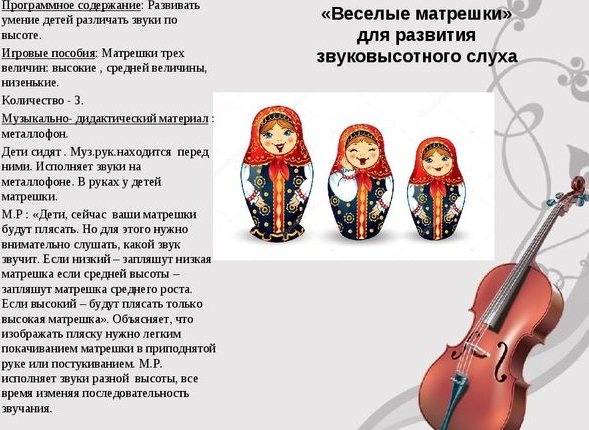 Программное содержание: Развивать
умение детей различать звуки по
высоте.
Игровые пособия: Матрешки трех
величин: высокие , средней величины,
низенькие.
Количество - 3.
Музыкально- дидактический материал :
металлофон.
Дети сидят . Муз.рук.находится  перед
ними. Исполняет звуки на
металлофоне. В руках у детей
матрешки.
М.Р : «Дети, сейчас  ваши матрешки
будут плясать. Но для этого нужно
внимательно слушать, какой звук
звучит. Если низкий – запляшут низкая
матрешка если средней высоты –
запляшут матрешка среднего роста.
Если высокий – будут плясать только
высокая матрешка». Объясняет, что
изображать пляску нужно легким
покачиванием матрешки в приподнятой
руке или постукиванием. М.Р.
исполняет звуки разной  высоты, все
время изменяя последовательность
звучания.
«Веселые матрешки»
для развития
звуковысотного слуха